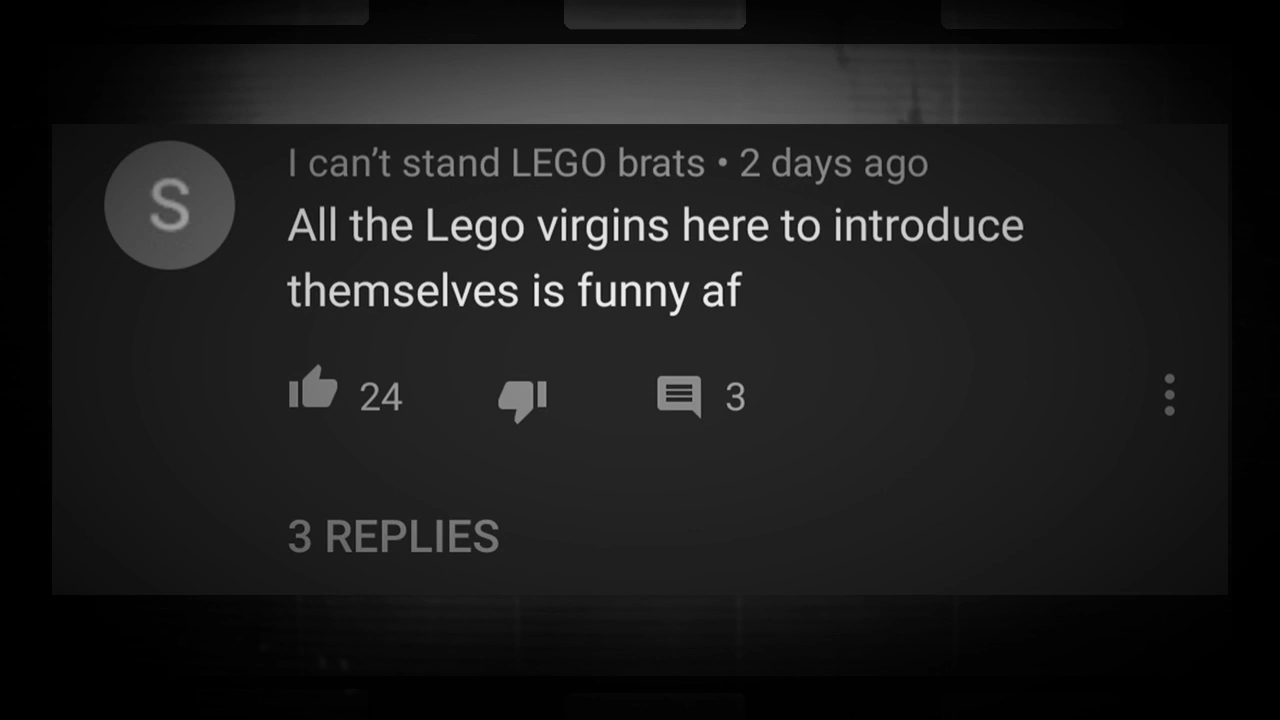 S
I can't stand LEGO brats • 2 days ago
All the Lego virgins here to introduce
themselves is funny af
24
3
3 REPLIES